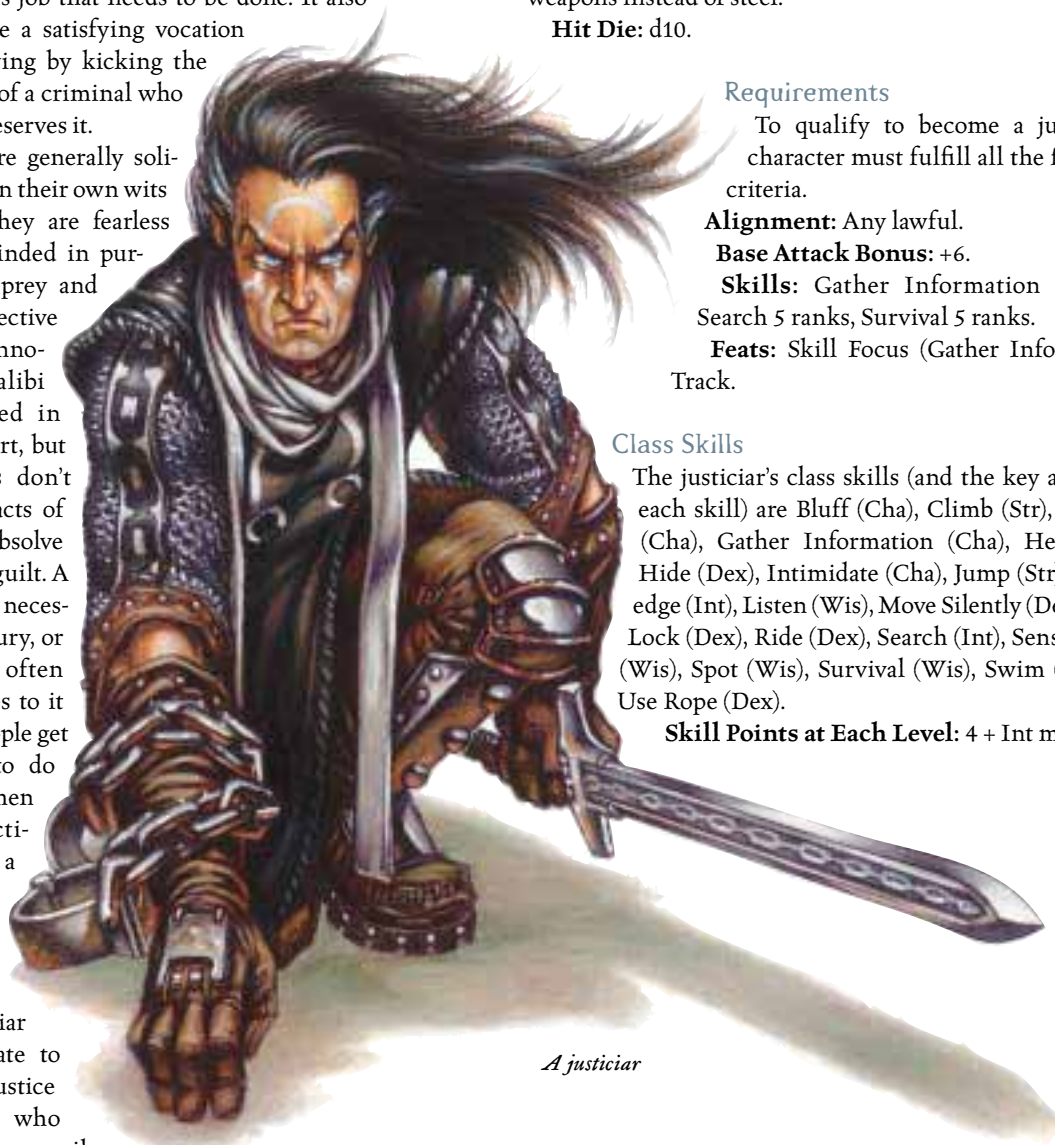 s job that needs to be done. It also
e a satisfying vocation
ving by kicking the
of a criminal who
eserves it.
re generally soli-
n their own wits
hey are fearless
inded in pur-
prey and
ective
nno-
alibi
ed in
rt, but
s don't
acts of
bsolve
guilt. A
neces-
ury, or
often
s to it
ple get
to do
hen
cti-
a
iar
ate to
ustice
who
weapons instead of steel.
Hit Die: d10.
Requirements
To qualify to become a ju
character must fulfill all the f
criteria.
Alignment: Any lawful.
Base Attack Bonus: +6.
Skills: Gather Information
Search 5 ranks, Survival 5 ranks.
Feats: Skill Focus (Gather Info
Track.
Class Skills
The justiciar's class skills (and the key a
each skill) are Bluff (Cha), Climb (Str),
(Cha), Gather Information (Cha), He
Hide (Dex), Intimidate (Cha), Jump (Str
edge (Int), Listen (Wis), Move Silently (De
Lock (Dex), Ride (Dex), Search (Int), Sens
(Wis), Spot (Wis), Survival (Wis), Swim (
Use Rope (Dex).
Skill Points at Each Level: 4 + Int m
A justiciar